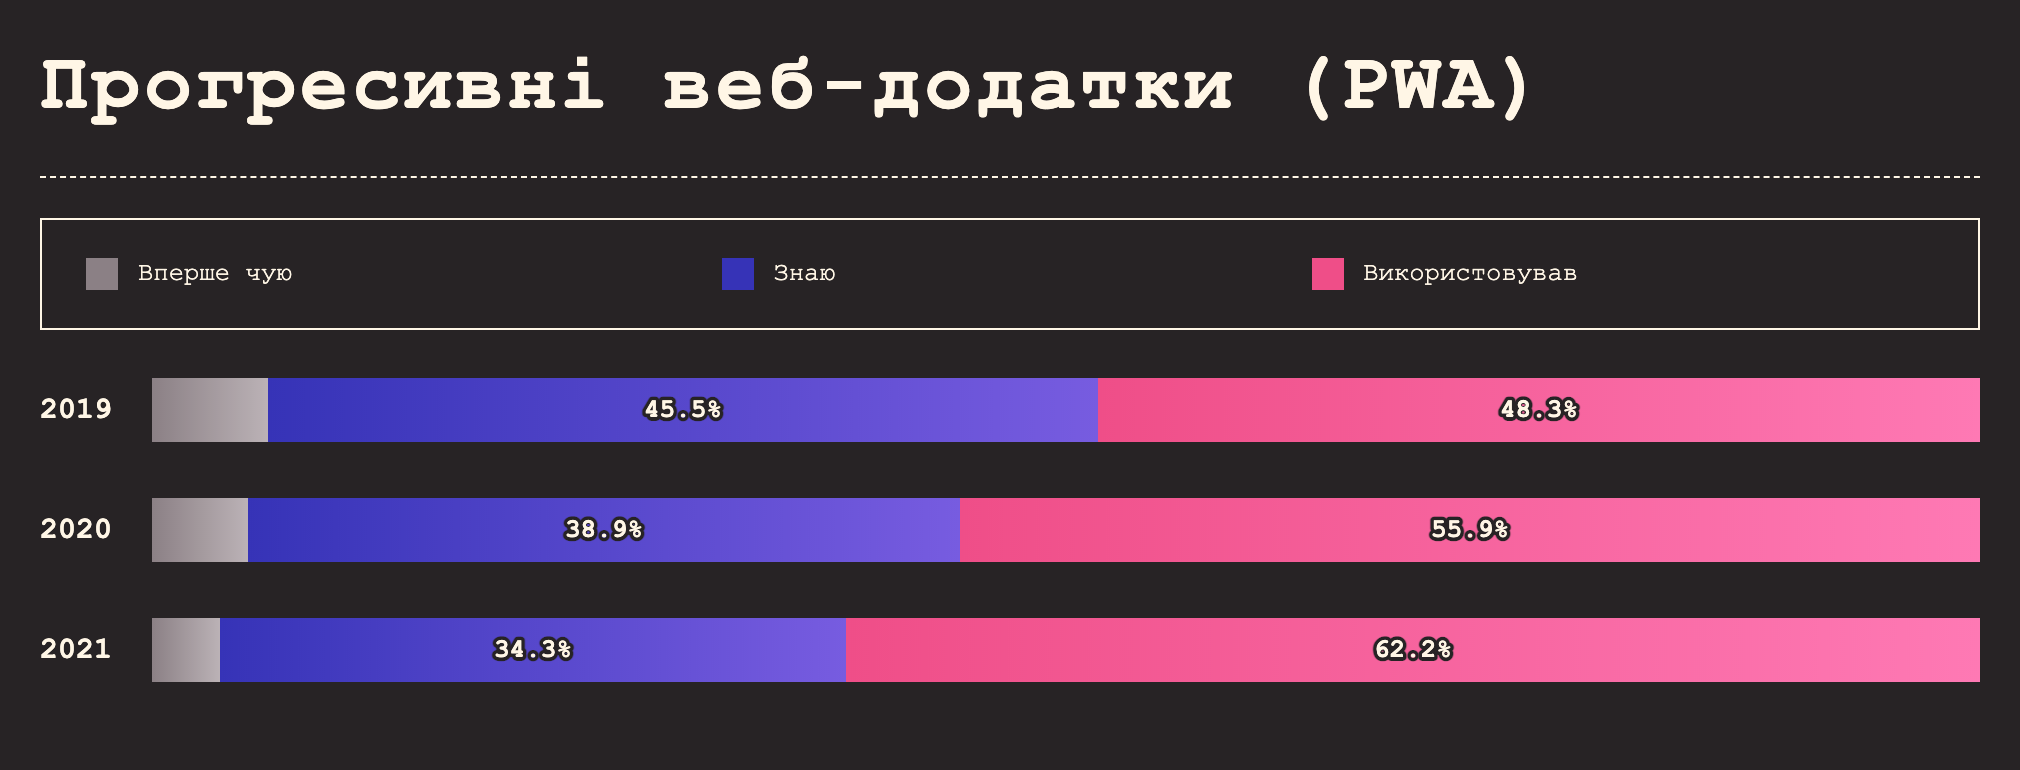 Прогресивні веб-додатки (PWA)
Вперше чую Знаю Використовував
2019 45.5% 48.3%
2020 38.9% 55.9%
2021 34.3% 62.2%